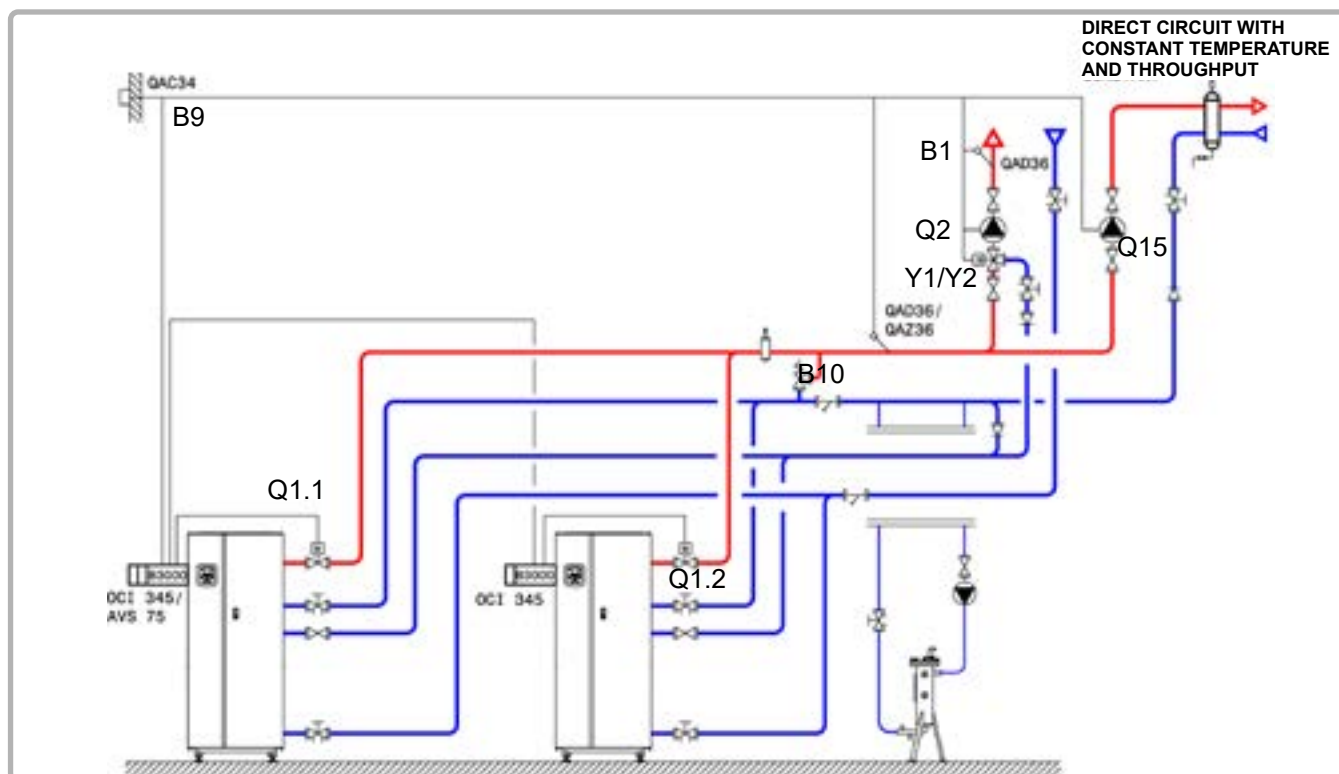 DIRECT CIRCUIT WITH
CONSTANT TEMPERATURE
AND THROUGHPUT
QAC34
B9
B1
QAD36
Q2
Q15
Y1/Y2
QAD36/
QAZ36
B10
Q1.1
Q1.2
OCI 345/
AVS 75
OCI 345